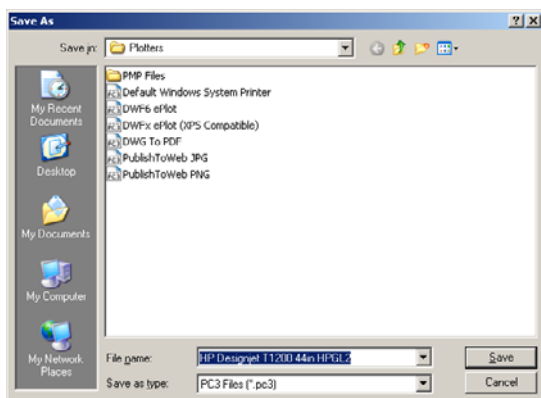 Save As
Save in: Plotters
My Recent
Documents
Desktop
My Documents
My Computer
My Network
Places
PMP Files
Default Windows System Printer
DWF6 ePlot
DWFx ePlot (XPS Compatible)
DWG To PDF
PublishToWeb JPG
PublishToWeb PNG
File name: HP Designjet T1200 44in HPGL2
Save
Save as type: PC3 Files (*.pc3)
Cancel